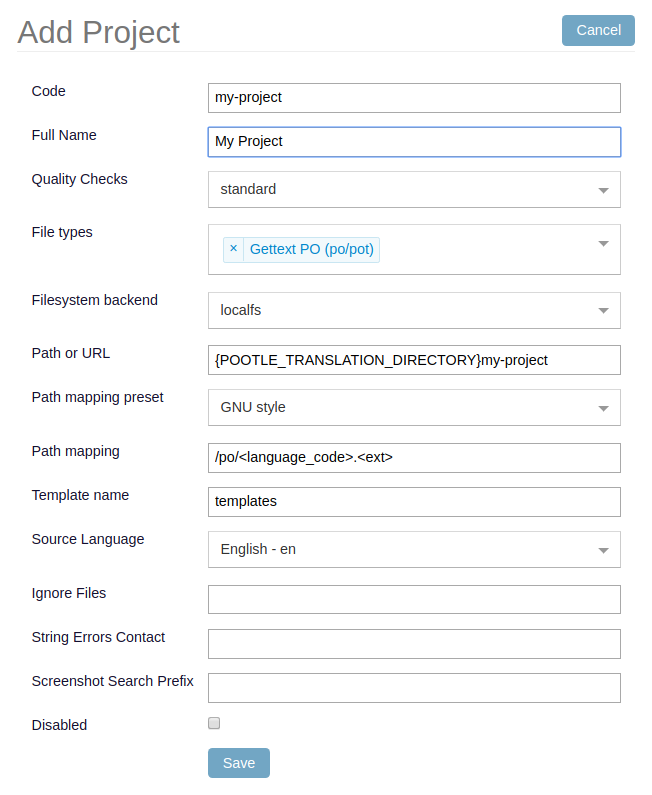 Add Project
Cancel
Code
my-project
Full Name
My Project
Quality Checks
standard
File types
× Gettext PO (po/pot)
Filesystem backend
localfs
Path or URL
{POOTLE_TRANSLATION_DIRECTORY}my-project
Path mapping preset
GNU style
Path mapping
/po/<language_code>.<ext>
Template name
templates
Source Language
English - en
Ignore Files
String Errors Contact
Screenshot Search Prefix
Disabled
Save